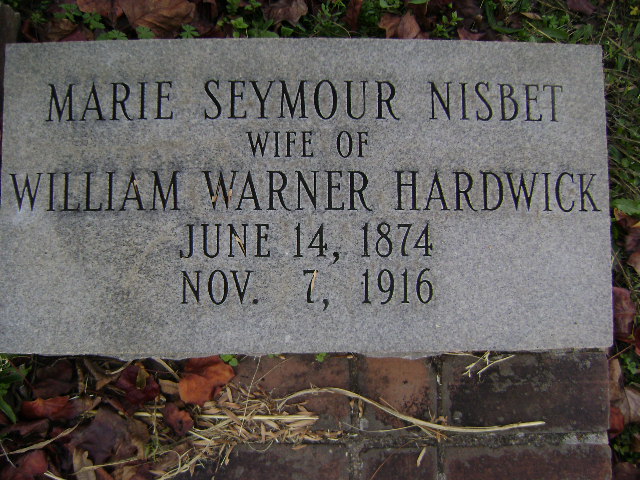 MARIE SEYMOUR NISBET
WIFE OF
WILLIAM WARNER HARDWICK
JUNE 14, 1874
NOV. 7, 1916